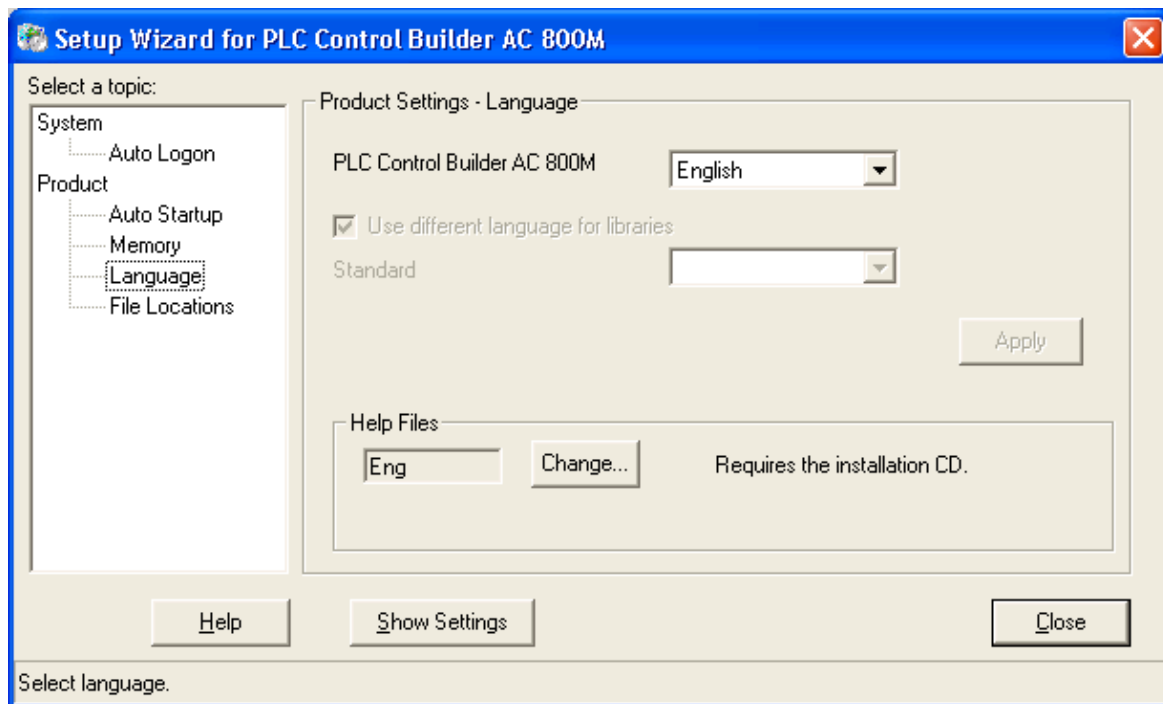 Setup Wizard for PLC Control Builder AC 800M
Select a topic:
System
Auto Logon
Product
Auto Startup
Memory
Language
File Locations
Product Settings - Language
PLC Control Builder AC 800M
English
Use different language for libraries
Standard
Apply
Help Files
Eng
Change...
Requires the installation CD.
Help
Show Settings
Close
Select language.